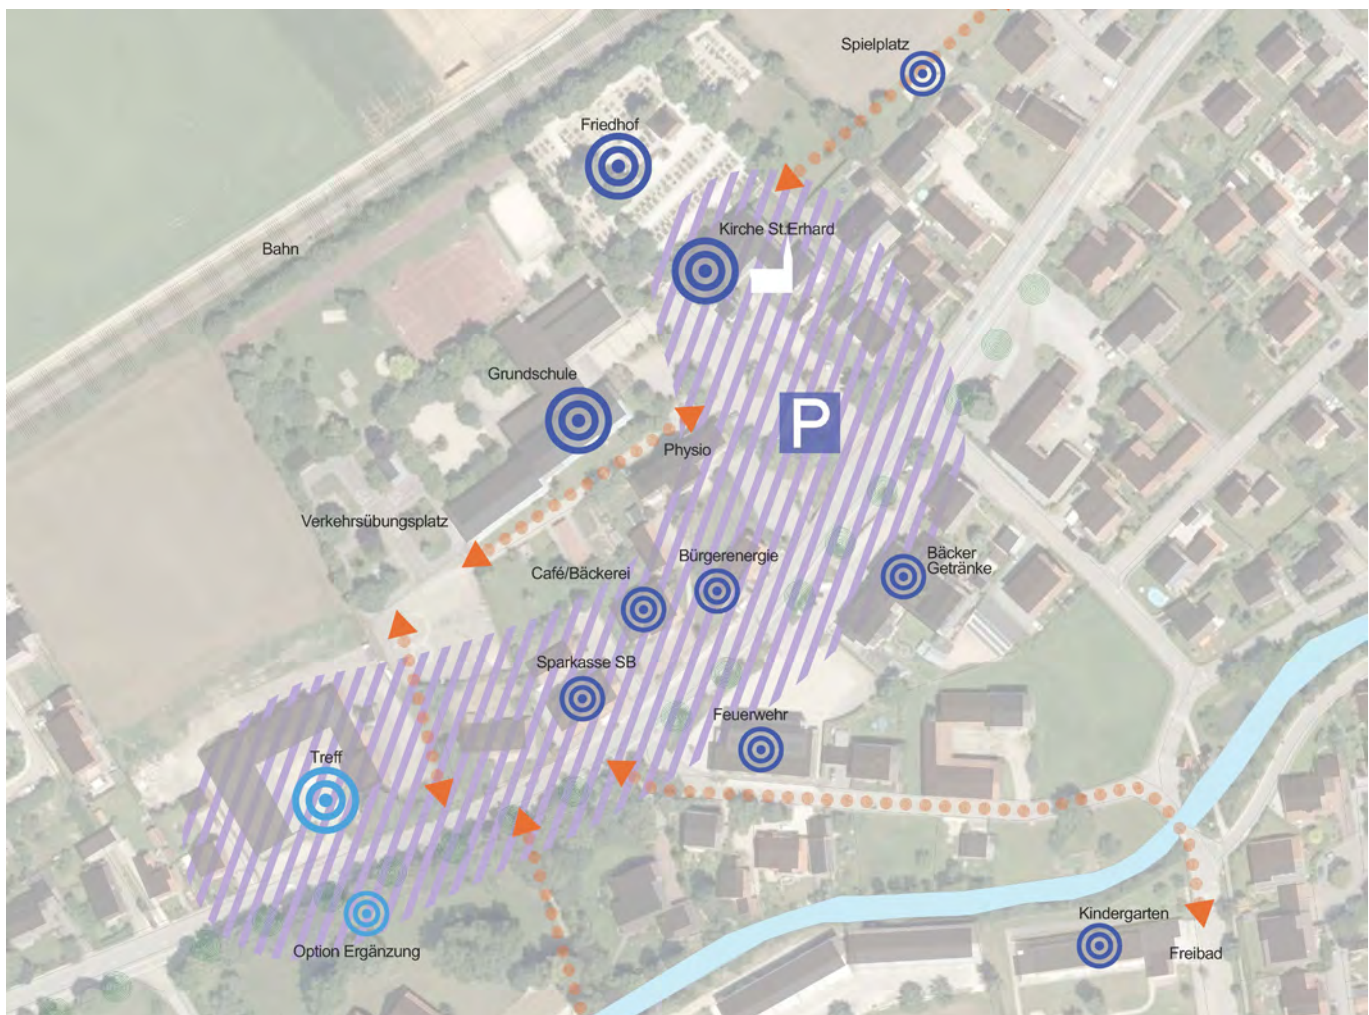 Spielplatz
Friedhof
Kirche St.Erhard
Bahn
Grundschule
P
Physio
Verkehrsübungsplatz
Café/Bäckerei
Bürgerenergie
Bäcker
Getränke
Sparkasse SB
Feuerwehr
Treff
Option Ergänzung
Kindergarten
Freibad